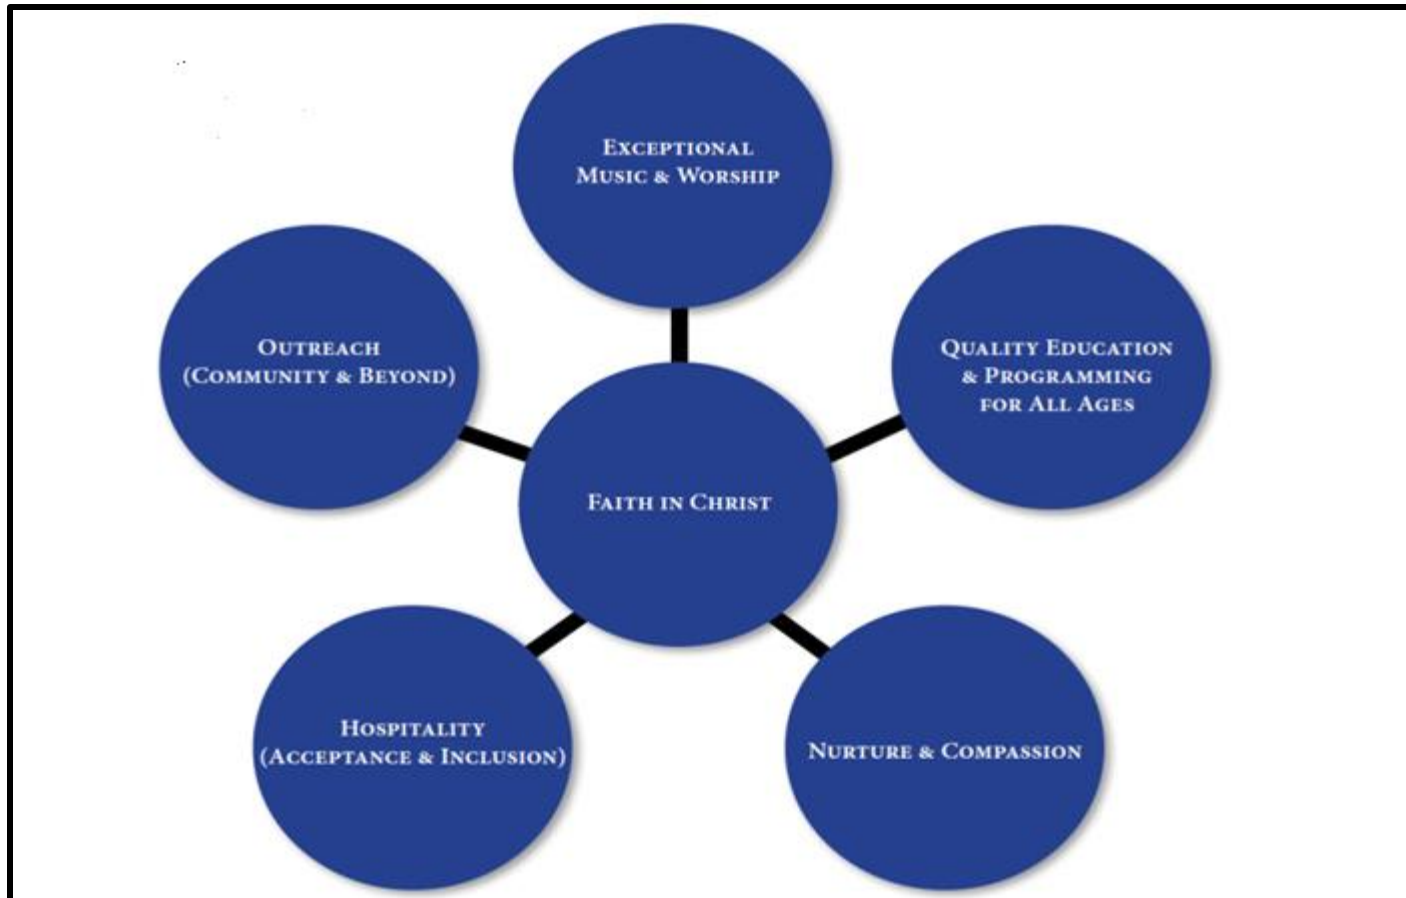 Exceptional
Music & Worship
Outreach
(Community & Beyond)
Quality Education
& Programming
for All Ages
Faith in Christ
Hospitality
(Acceptance & Inclusion)
Nurture & Compassion